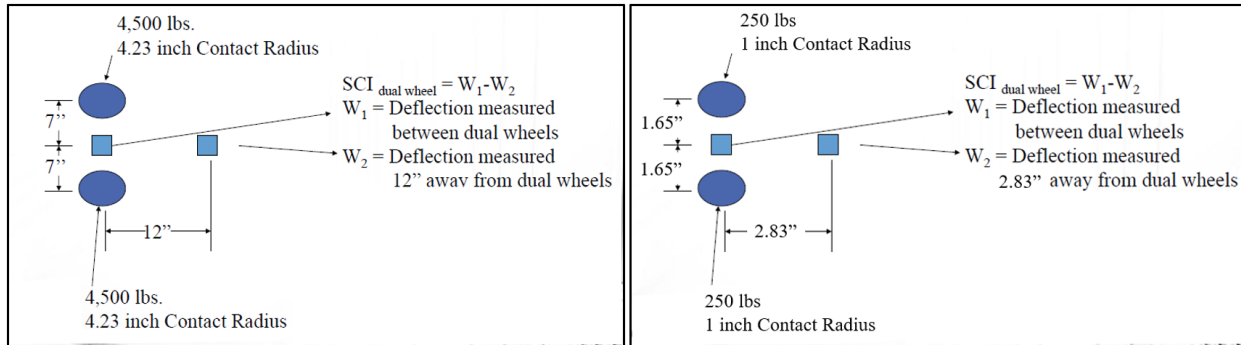 4,500 lbs.
4.23 inch Contact Radius
SCI dual wheel = W1-W2
W1 = Deflection measured
between dual wheels
W2 = Deflection measured
12” awav from dual wheels
7”
7”
12”
4,500 lbs.
4.23 inch Contact Radius
250 lbs
1 inch Contact Radius
SCI dual wheel = W1-W2
W1 = Deflection measured
between dual wheels
W2 = Deflection measured
2.83” away from dual wheels
1.65”
1.65”
2.83”
250 lbs
1 inch Contact Radius